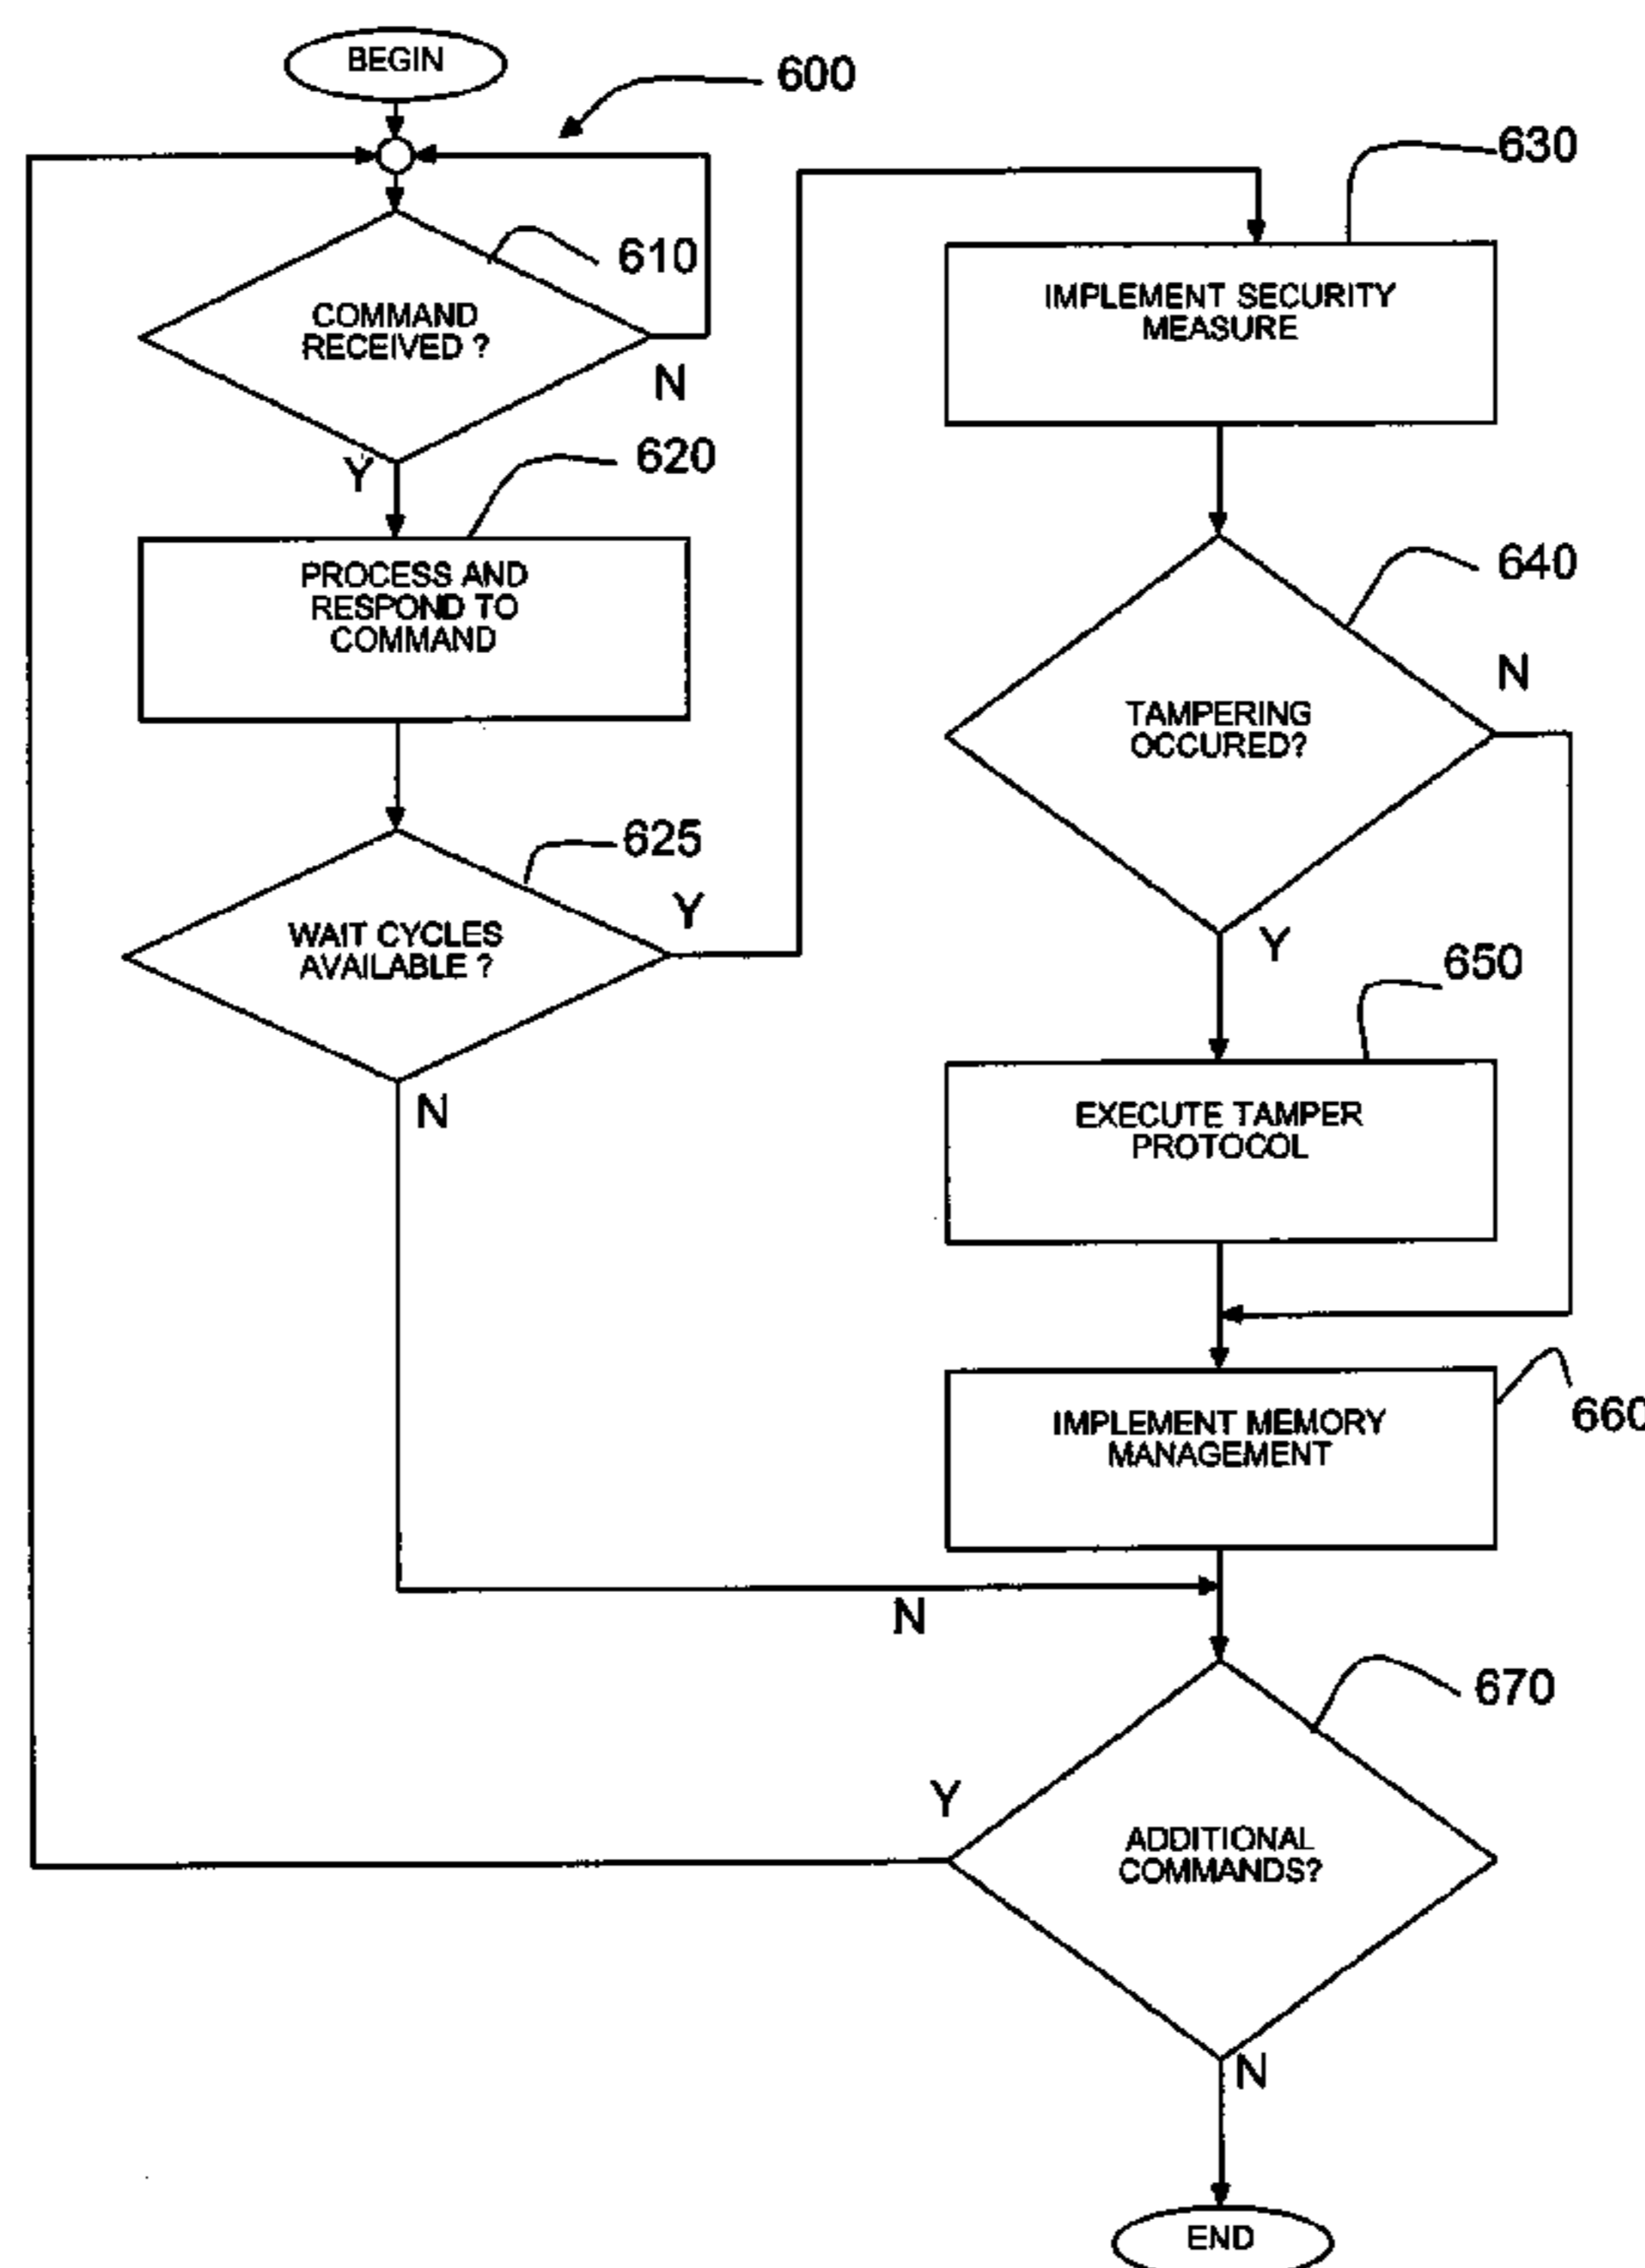 BEGIN
600
610
COMMAND
RECEIVED ?
N
Y
620
PROCESS AND
RESPOND TO
COMMAND
625
WAIT CYCLES
AVAILABLE ?
Y
N
630
IMPLEMENT SECURITY
MEASURE
640
N
TAMPERING
OCCURED?
Y
650
EXECUTE TAMPER
PROTOCOL
660
IMPLEMENT MEMORY
MANAGEMENT
N
670
Y
ADDITIONAL
COMMANDS?
N
END